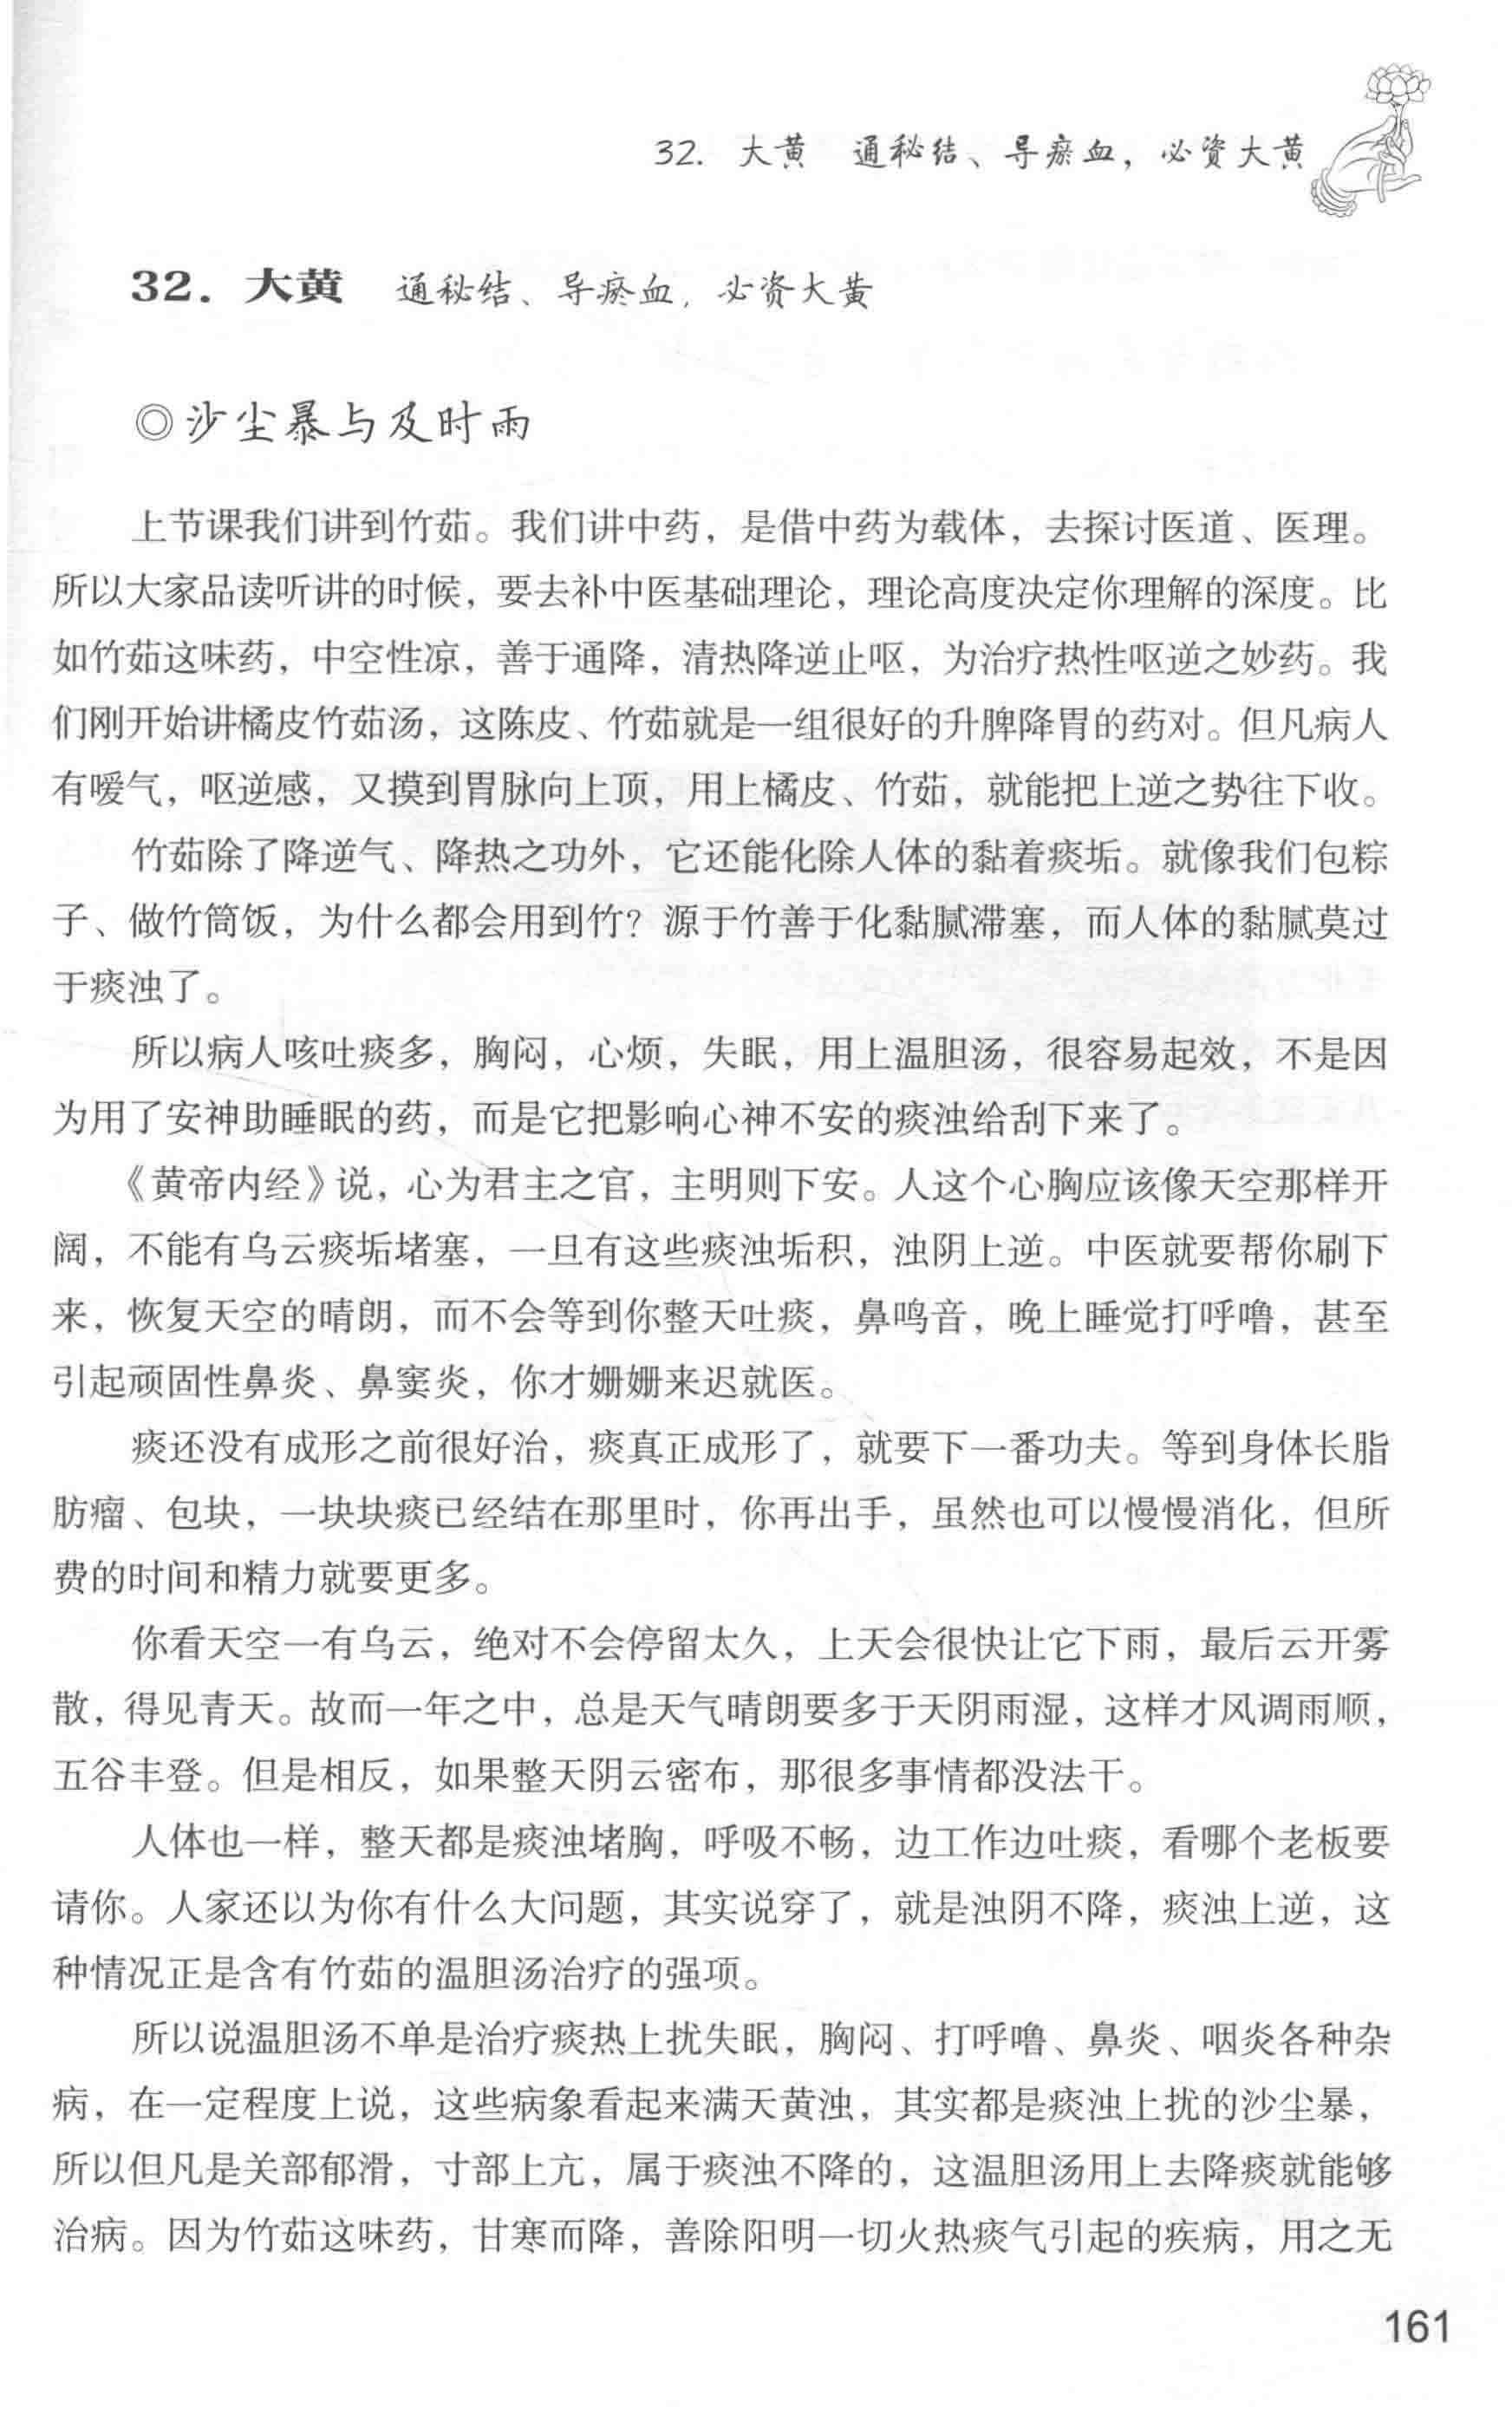 32. 大黄 通秘结、导瘀血，必资大黄
32. 大黄 通秘结、导瘀血，必资大黄
◎沙尘暴与及时雨
上节课我们讲到竹茹。我们讲中药，是借中药为载体，去探讨医道、医理。
所以大家品读听讲的时候，要去补中医基础理论，理论高度决定你理解的深度。比
如竹茹这味药，中空性凉，善于通降，清热降逆止呕，为治疗热性呕逆之妙药。我
们刚开始讲橘皮竹茹汤，这陈皮、竹茹就是一组很好的升脾降胃的药对。但凡病人
有嗳气，呕逆感，又摸到胃脉向上顶，用上橘皮、竹茹，就能把上逆之势往下收。
竹茹除了降逆气、降热之功外，它还能化除人体的黏着痰垢。就像我们包粽
子、做竹筒饭，为什么都会用到竹？源于竹善于化黏腻滞塞，而人体的黏腻莫过
于痰浊了。
所以病人咳吐痰多，胸闷，心烦，失眠，用上温胆汤，很容易起效，不是因
为用了安神助睡眠的药，而是它把影响心神不安的痰浊给刮下来了。
《黄帝内经》说，心为君主之官，主明则下安。人这个心胸应该像天空那样开
阔，不能有乌云痰垢堵塞，一旦有这些痰浊垢积，浊阴上逆。中医就要帮你刷下
来，恢复天空的晴朗，而不会等到你整天吐痰，鼻鸣音，晚上睡觉打呼噜，甚至
引起顽固性鼻炎、鼻窦炎，你才姗姗来迟就医。
痰还没有成形之前很好治，痰真正成形了，就要下一番功夫。等到身体长脂
肪瘤、包块，一块块痰已经结在那里时，你再出手，虽然也可以慢慢消化，但所
费的时间和精力就要更多。
你看天空一有乌云，绝对不会停留太久，上天会很快让它下雨，最后云开雾
散，得见青天。故而一年之中，总是天气晴朗要多于天阴雨湿，这样才风调雨顺，
五谷丰登。但是相反，如果整天阴云密布，那很多事情都没法干。
人体也一样，整天都是痰浊堵胸，呼吸不畅，边工作边吐痰，看哪个老板要
请你。人家还以为你有什么大问题，其实说穿了，就是浊阴不降，痰浊上逆，这
种情况正是含有竹茹的温胆汤治疗的强项。
所以说温胆汤不单是治疗痰热上扰失眠，胸闷、打呼噜、鼻炎、咽炎各种杂
病，在一定程度上说，这些病象看起来满天黄浊，其实都是痰浊上扰的沙尘暴，
所以但凡是关部郁滑，寸部上亢，属于痰浊不降的，这温胆汤用上去降痰就能够
治病。因为竹茹这味药，甘寒而降，善除阳明一切火热痰气引起的疾病，用之无
161